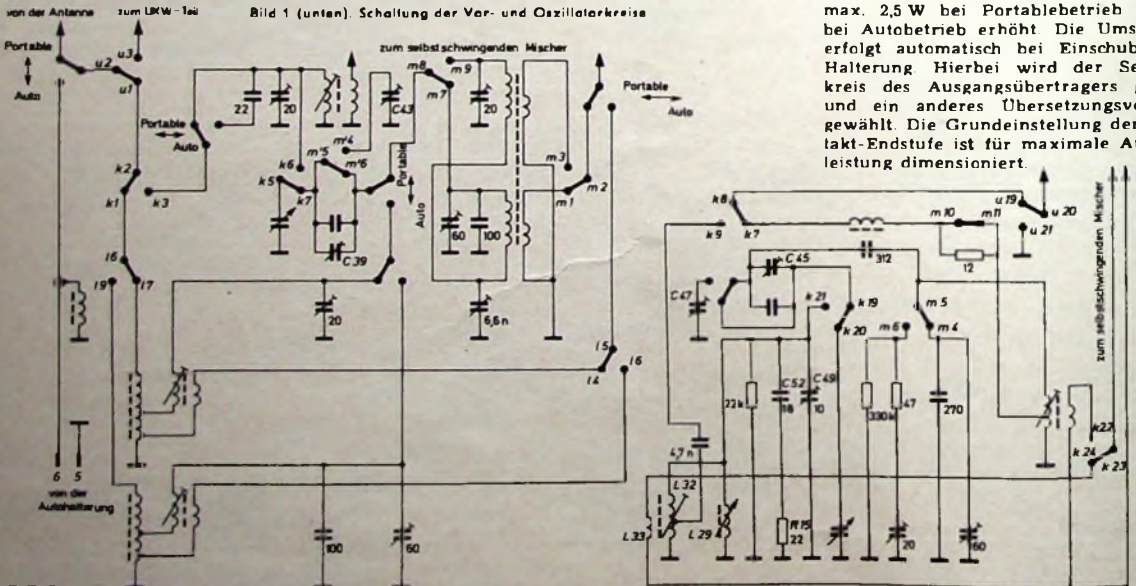 von der Antenne
zum UKW-Teil
Bild 1 (unten). Schaltung der Vor- und Oszillatorkreise
max. 2,5 W bei Portablebetrieb
bei Autobetrieb erhöht. Die Ums
erfolgt automatisch bei Einschub
Halterung. Hierbei wird der Se
kreis des Ausgangsübertragers
und ein anderes Übersetzungsve
gewählt. Die Grundeinstellung der
takt-Endstufe ist für maximale A
leistung dimensioniert.
Portable
Auto
u2
u3
u1
k2
k1
k3
16
17
19
6
5
von der
Autohalterung
Portable
Auto
22
20
C43
k6
k5
k7
m'4
m'5
m'6
C39
20
Portable
Auto
zum selbstschwingenden Mischer
m8
m9
m7
20
60
100
6,6n
m3
m2
m1
Portable
Auto
15
14
16
100
60
k8
k9
k7
m10
m11
12
u19
u20
u21
zum selbstschwingenden Mischer
C45
312
C47
k21
k19
k20
m5
m6
m4
22k
C52
18
C49
10
330k
47
270
4,7n
L32
L33
L29
R15
22
20
60
k22
k24
k23